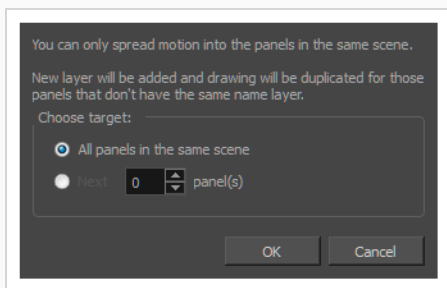 You can only spread motion into the panels in the same scene.
New layer will be added and drawing will be duplicated for those
panels that don't have the same name layer.
Choose target:
All panels in the same scene
Next 0 panel(s)
OK Cancel